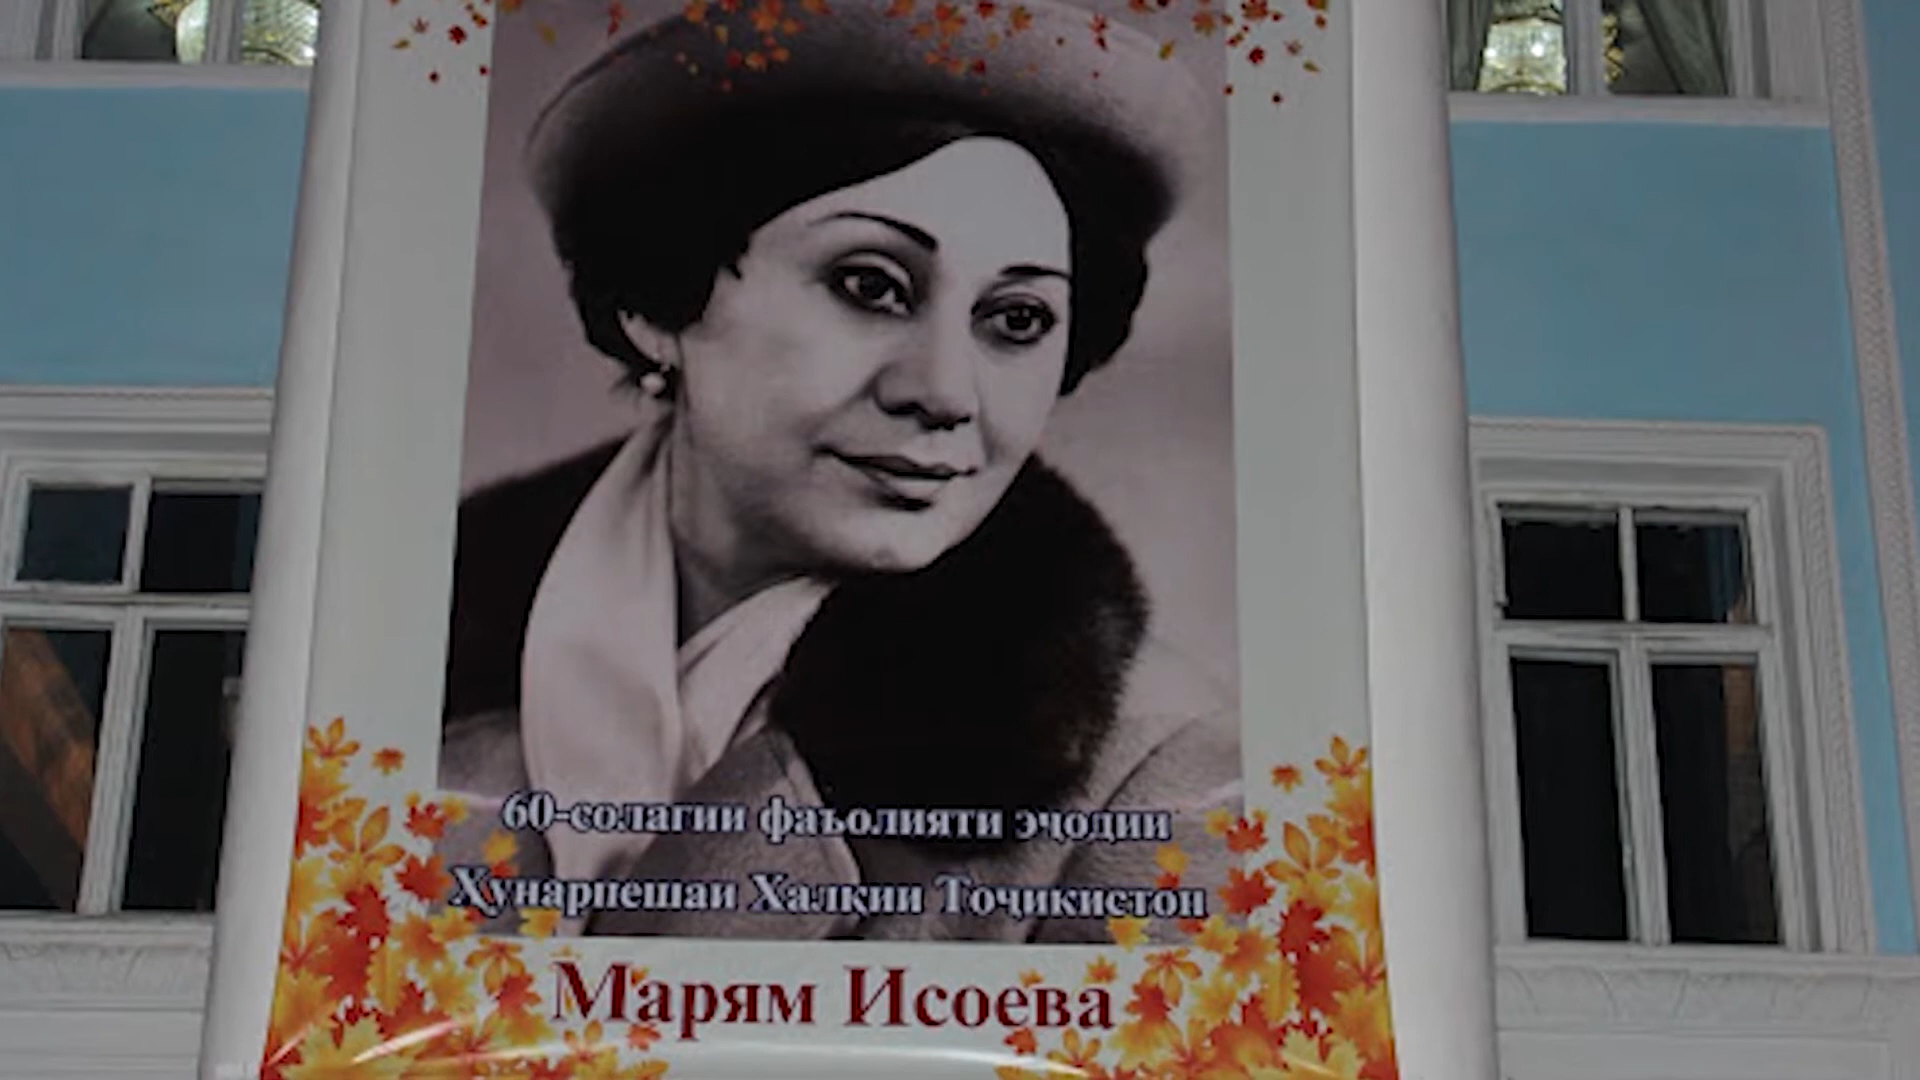 60-солагии фаъолияти эҷодии
Ҳунарпешаи Халқии Тоҷикистон
Марям Исоева